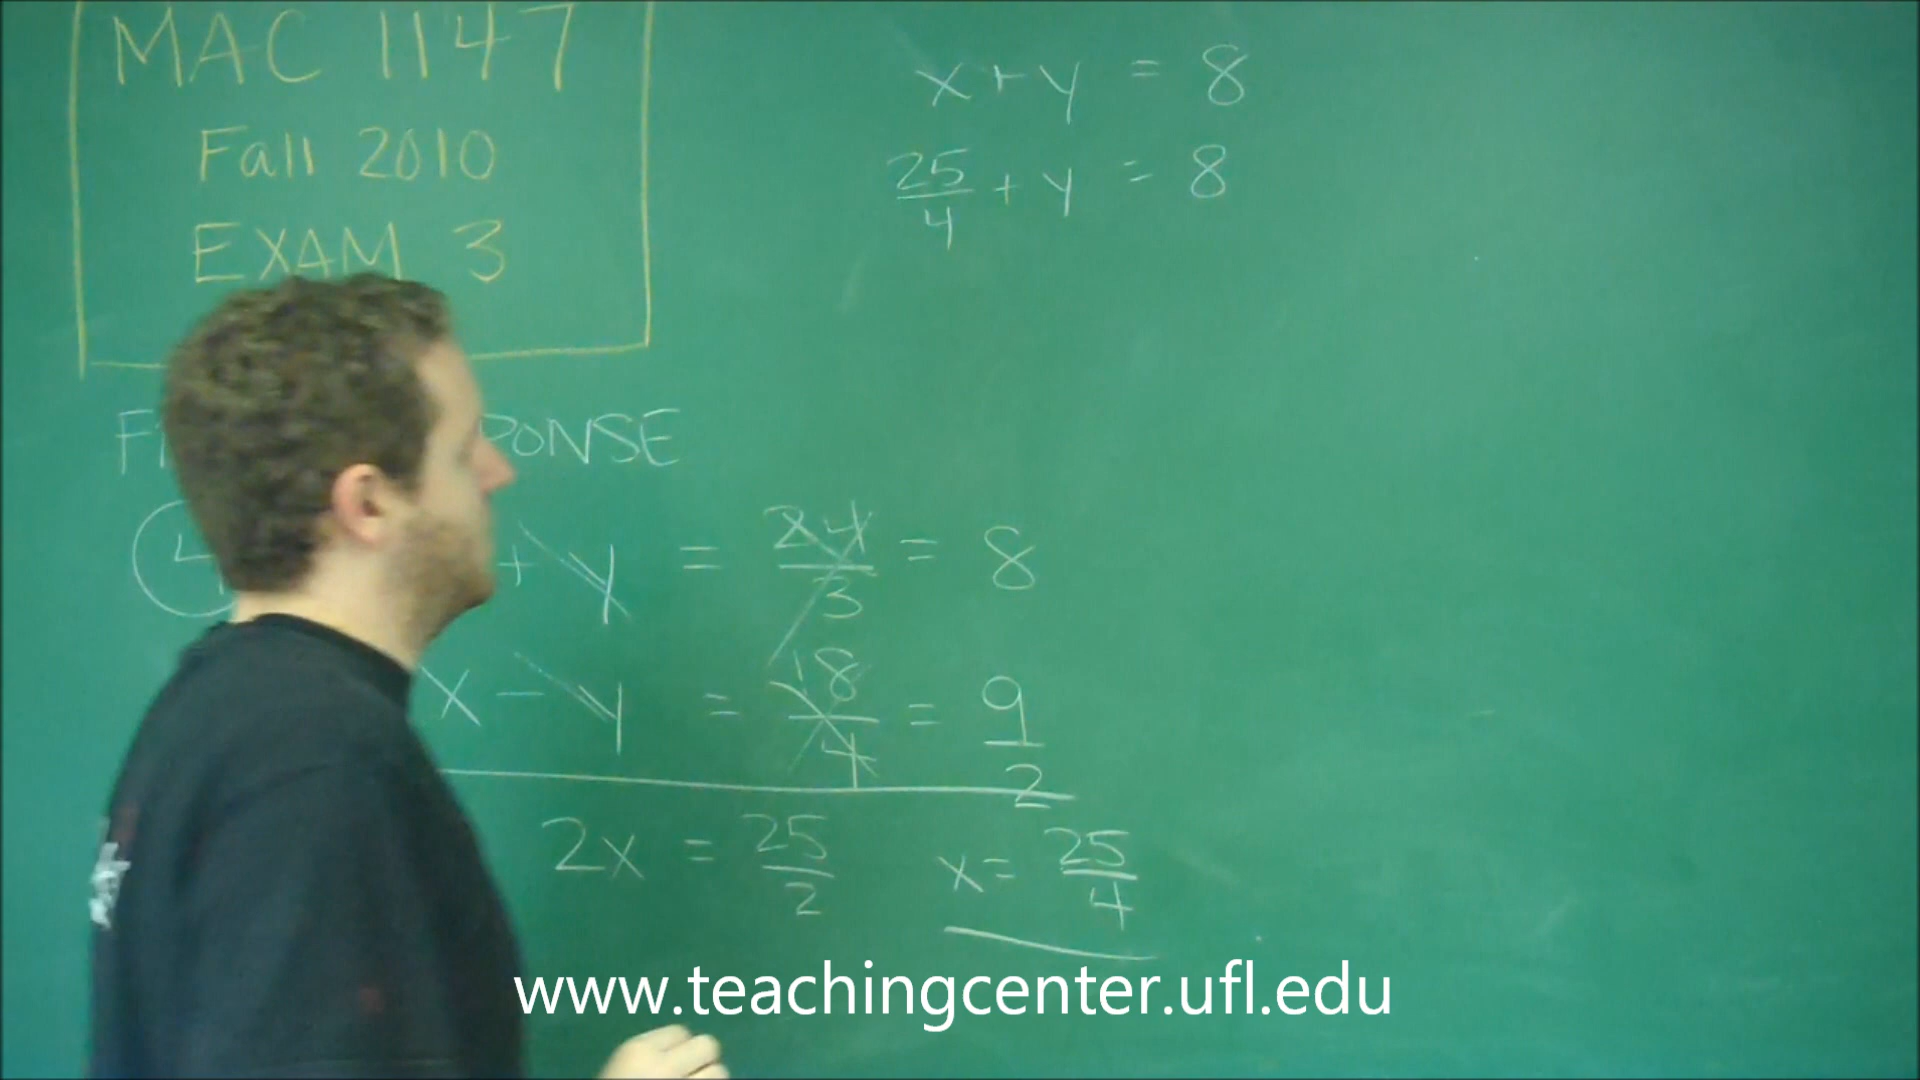 MAC 1147
Fall 2010
EXAM 3
x + y = 8
25/4 + y = 8
+ y = 24/3 = 8
x - y = 18/4 = 9/2
2x = 25/2
x = 25/4
www.teachingcenter.ufl.edu